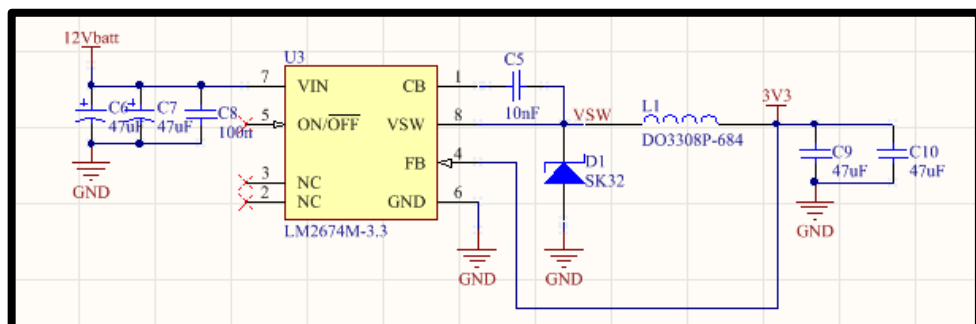 12Vbatt
C6
47uF
C7
47uF
C8
100n
GND
U3
7
VIN
5
ON/OFF
3
NC
2
NC
CB
1
VSW
8
FB
4
GND
6
LM2674M-3.3
GND
C5
10nF
VSW
D1
SK32
GND
L1
DO3308P-684
3V3
C9
47uF
C10
47uF
GND